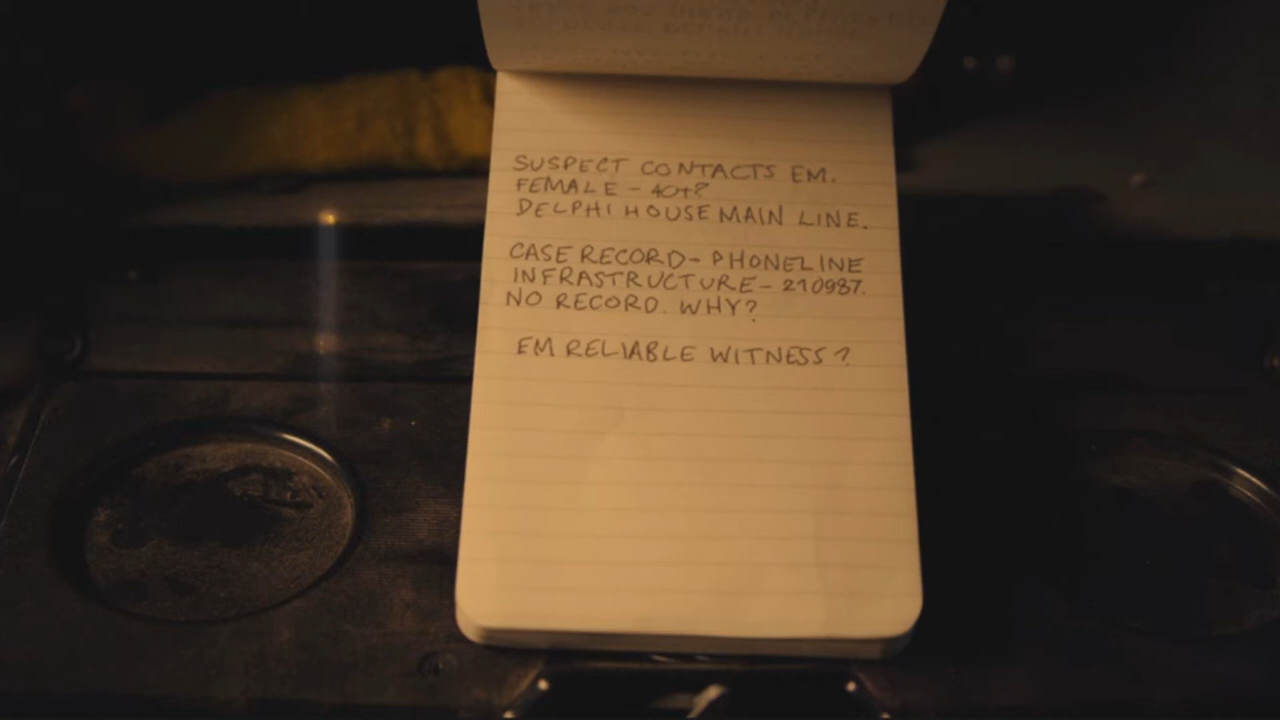 SUSPECT CONTACTS EM.
FEMALE - 40+?
DELPHI HOUSE MAIN LINE.
CASE RECORD - PHONELINE
INFRASTRUCTURE - 210987.
NO RECORD. WHY?
EM RELIABLE WITNESS?